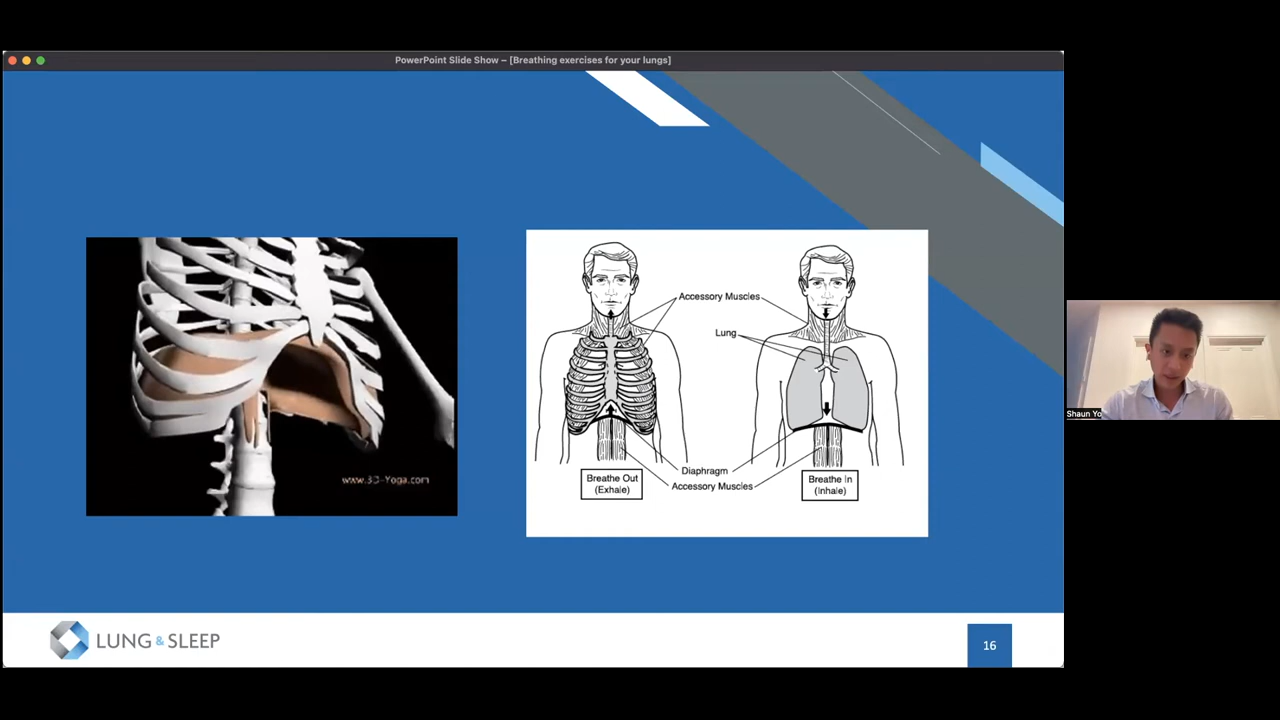 PowerPoint Slide Show – [Breathing exercises for your lungs]
Accessory Muscles
Lung
Diaphragm
Accessory Muscles
Breathe Out
(Exhale)
Breathe In
(Inhale)
www.3D-Yoga.com
LUNG & SLEEP
16
Shaun Yo